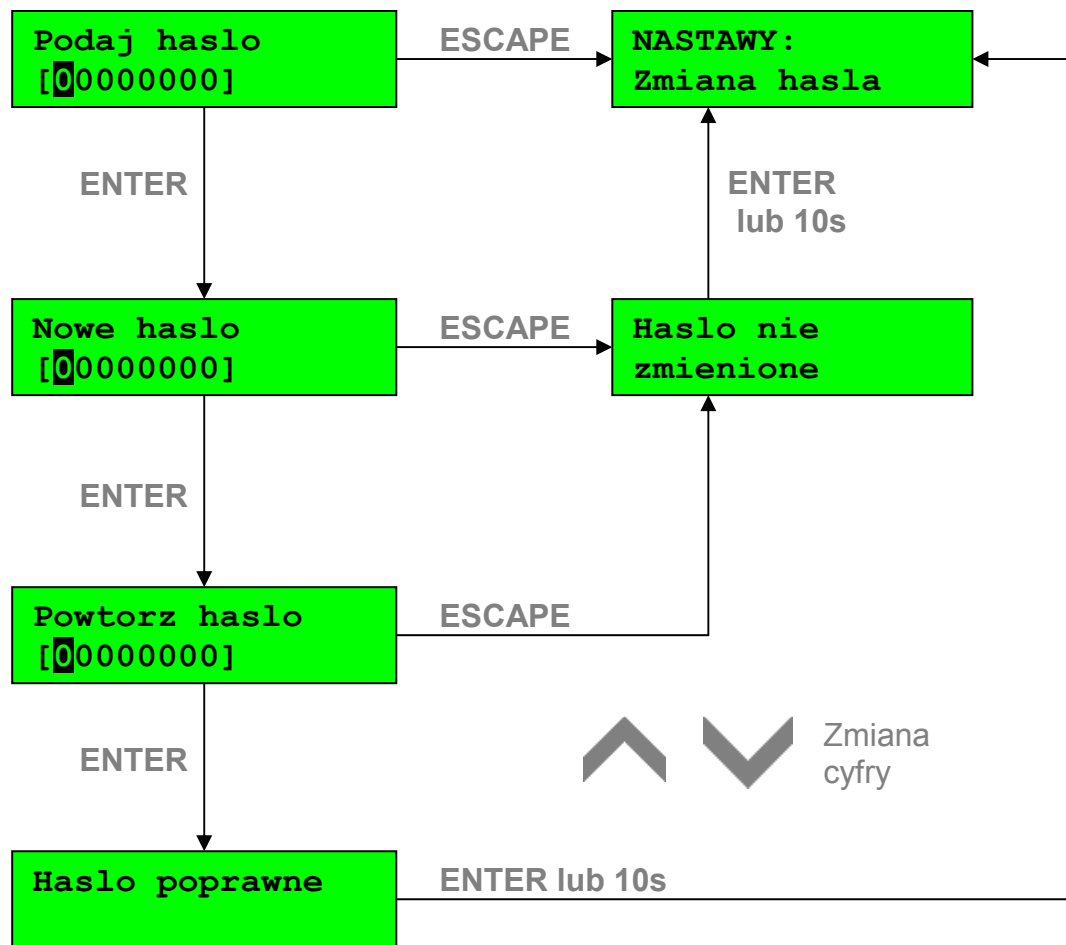 Podaj haslo
[00000000]
ESCAPE
NASTAWY:
Zmiana hasla
ENTER
ENTER
lub 10s
Nowe haslo
[00000000]
ESCAPE
Haslo nie
zmienione
ENTER
Powtorz haslo
[00000000]
ESCAPE
Zmiana
cyfry
ENTER
Haslo poprawne
ENTER lub 10s